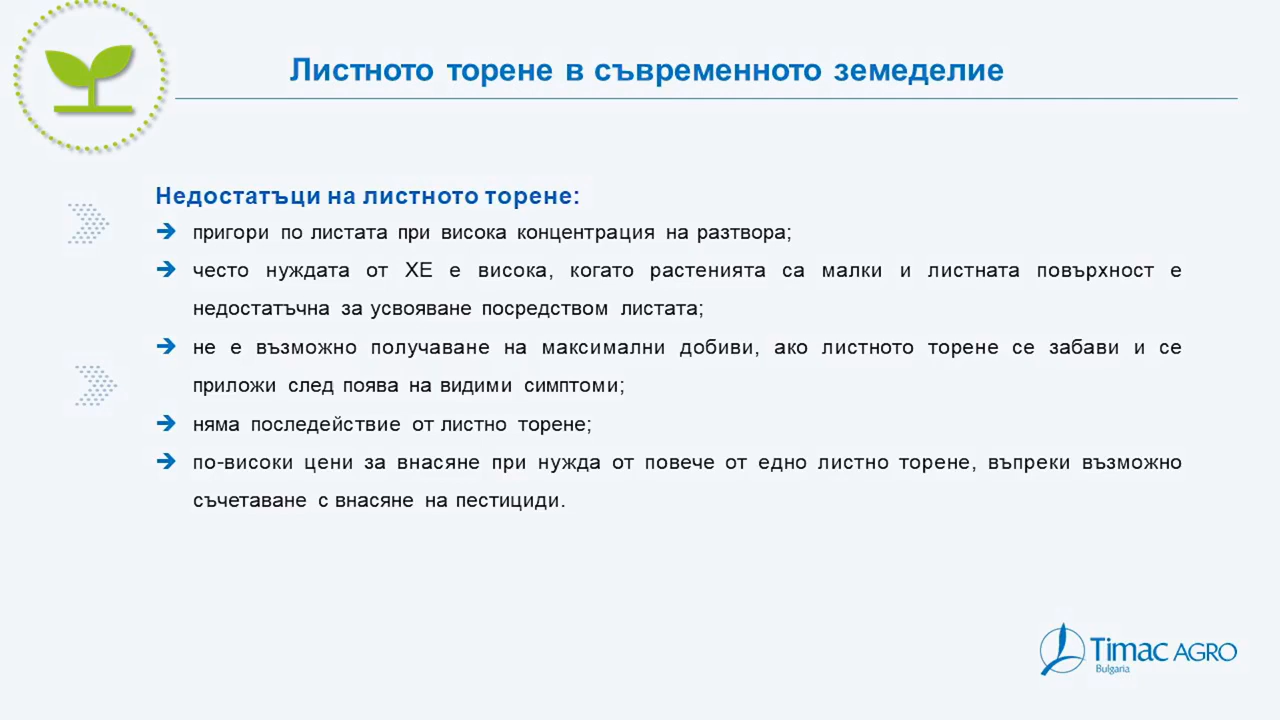 Листното торене в съвременното земеделие
Недостатъци на листното торене:
пригори по листата при висока концентрация на разтвора;
често нуждата от ХЕ е висока, когато растенията са малки и листната повърхност е
недостатъчна за усвояване посредством листата;
не е възможно получаване на максимални добиви, ако листното торене се забави и се
приложи след поява на видими симптоми;
няма последействие от листно торене;
по-високи цени за внасяне при нужда от повече от едно листно торене, въпреки възможно
съчетаване с внасяне на пестициди.
Timac AGRO
Bulgaria